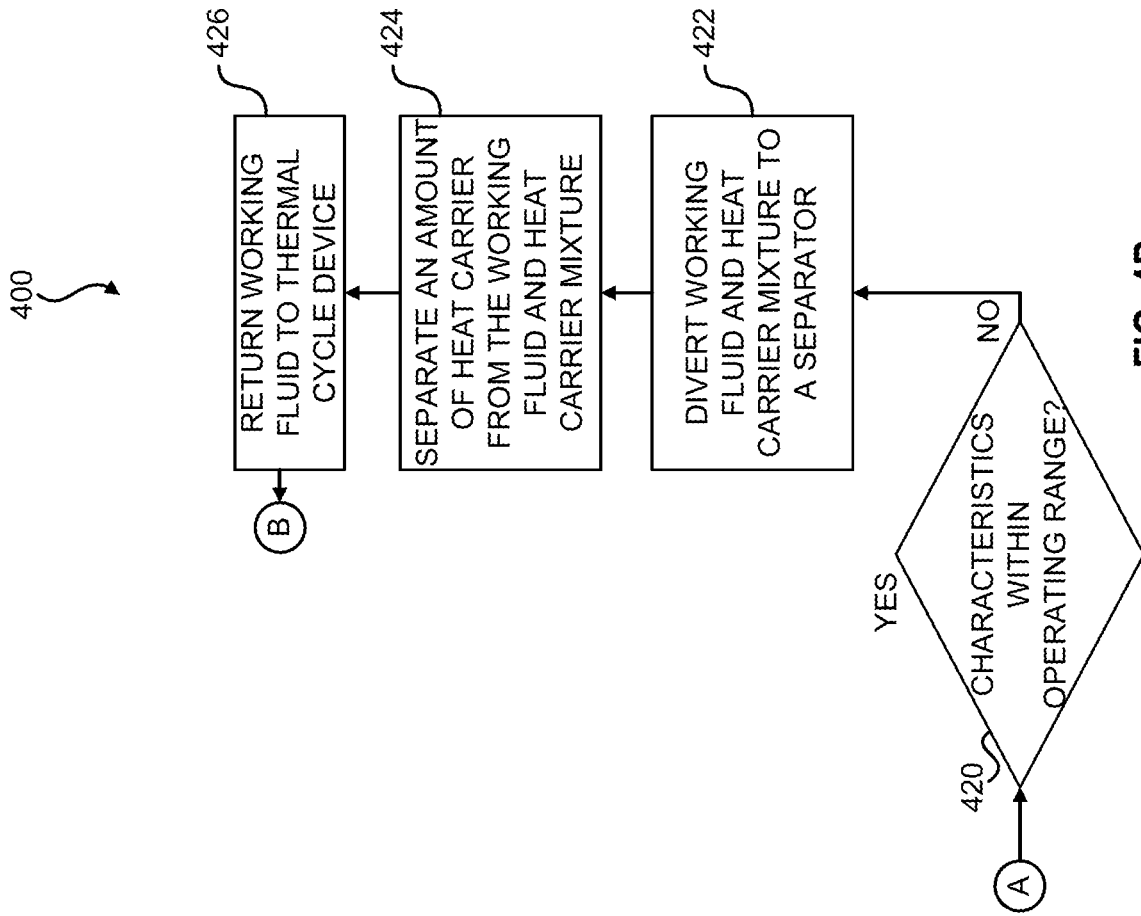 400
RETURN WORKING
FLUID TO THERMAL
CYCLE DEVICE
426
B
SEPARATE AN AMOUNT
OF HEAT CARRIER
FROM THE WORKING
FLUID AND HEAT
CARRIER MIXTURE
424
DIVERT WORKING
FLUID AND HEAT
CARRIER MIXTURE TO
A SEPARATOR
422
YES
NO
CHARACTERISTICS
WITHIN
OPERATING RANGE?
420
A
FIG.